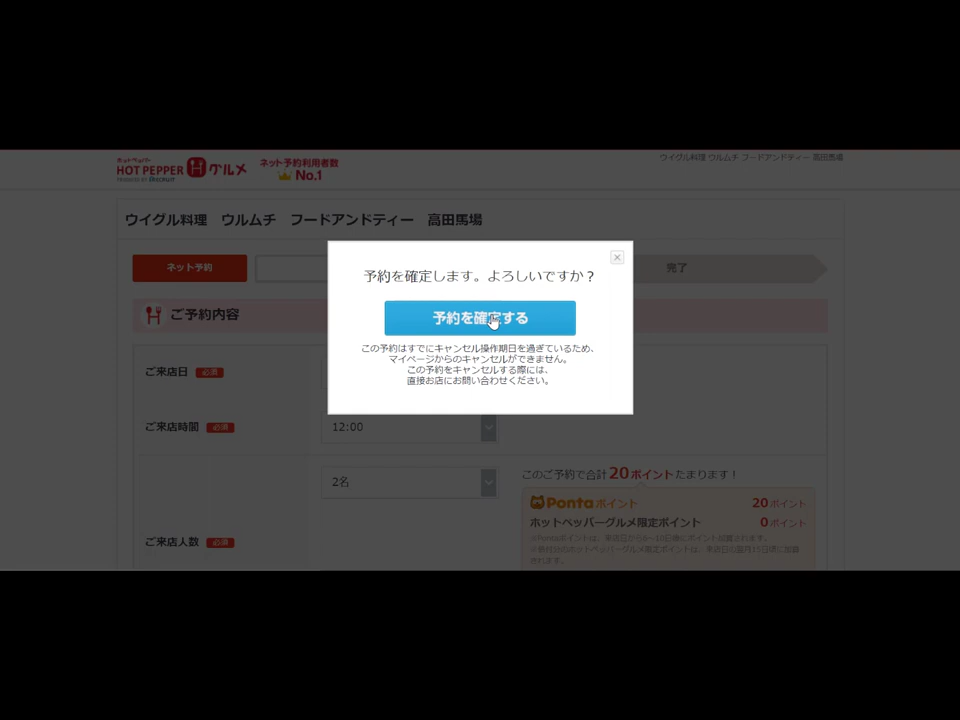 ホットペッパー
HOT PEPPER グルメ
ネット予約利用者数
No.1
ウイグル料理 ウルムチ フードアンドティー 高田馬場
ウイグル料理　ウルムチ　フードアンドティー　高田馬場
ネット予約
完了
ご予約内容
予約を確定します。よろしいですか？
予約を確定する
この予約はすでにキャンセル操作期日を過ぎているため、
マイページからのキャンセルができません。
この予約をキャンセルする際には、
直接お店にお問い合わせください。
ご来店日 必須
ご来店時間 必須
12:00
2名
ご来店人数 必須
このご予約で合計20ポイントたまります！
Pontaポイント 20ポイント
ホットペッパーグルメ限定ポイント 0ポイント